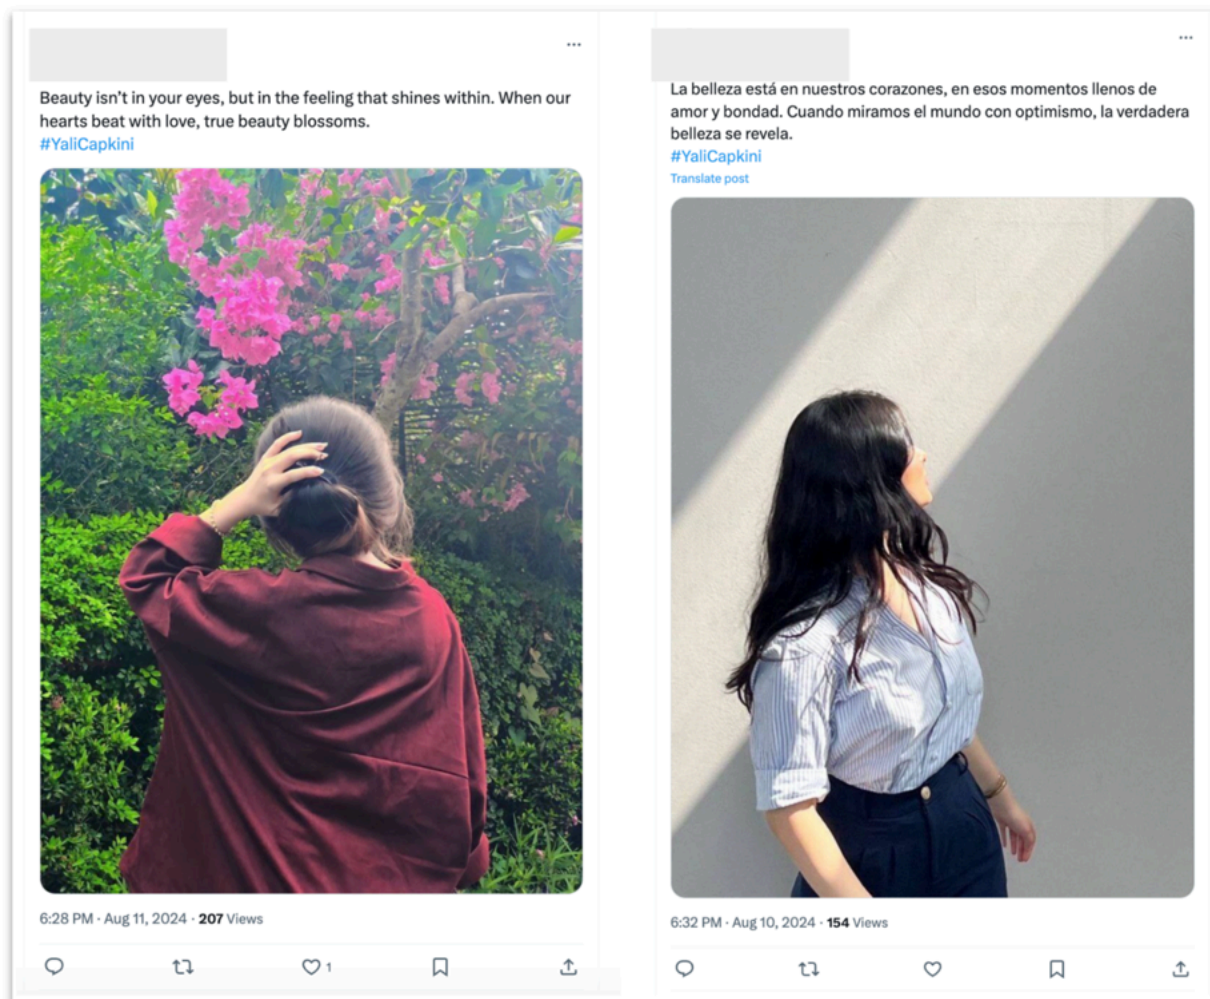 Beauty isn’t in your eyes, but in the feeling that shines within. When our
hearts beat with love, true beauty blossoms.
#YaliCapkini
6:28 PM · Aug 11, 2024 · 207 Views
1
La belleza está en nuestros corazones, en esos momentos llenos de
amor y bondad. Cuando miramos el mundo con optimismo, la verdadera
belleza se revela.
#YaliCapkini
Translate post
6:32 PM · Aug 10, 2024 · 154 Views